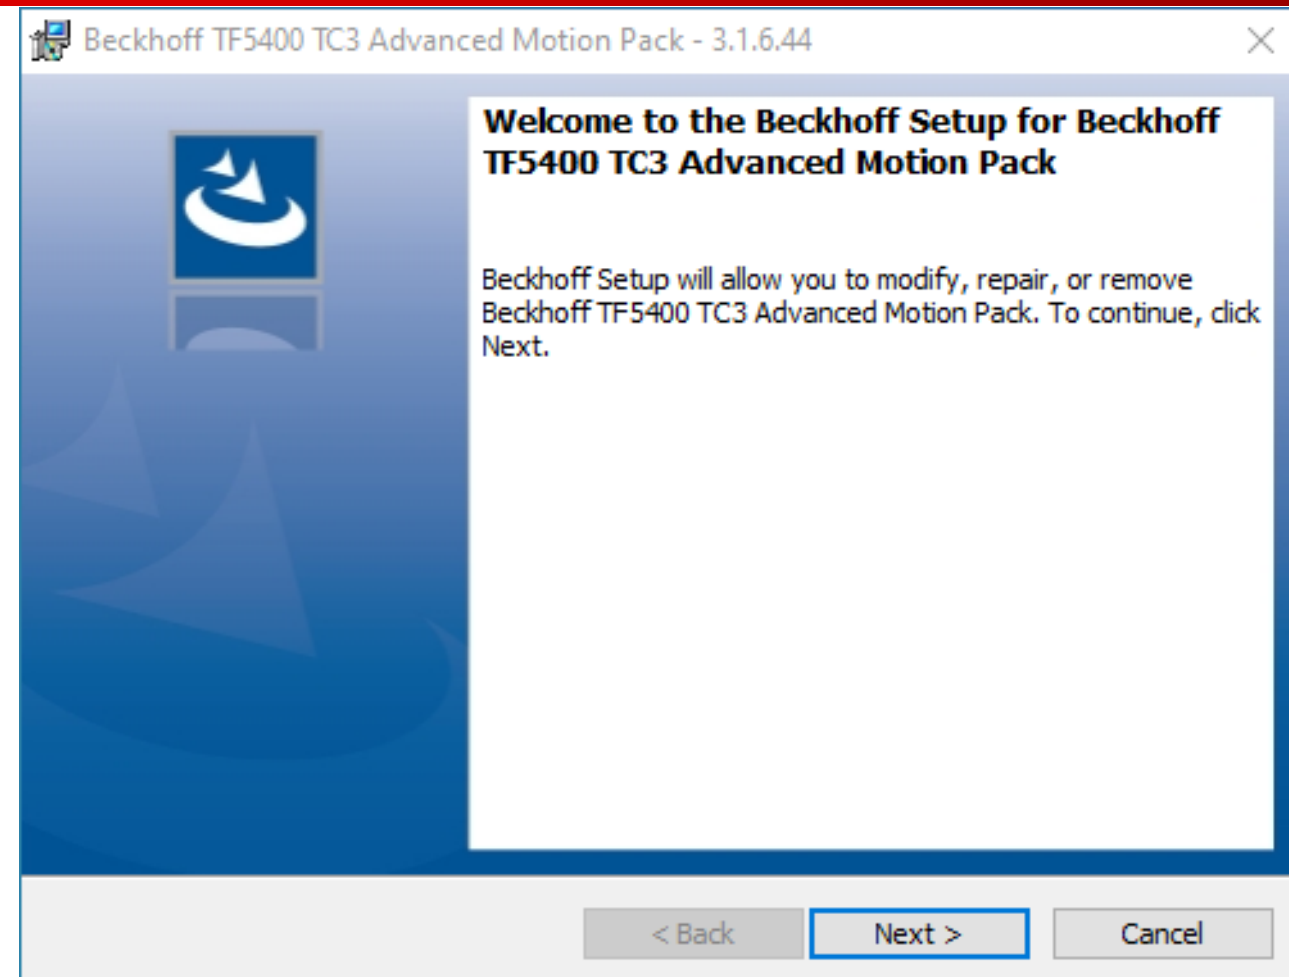 Beckhoff TF5400 TC3 Advanced Motion Pack - 3.1.6.44
Welcome to the Beckhoff Setup for Beckhoff
TF5400 TC3 Advanced Motion Pack
Beckhoff Setup will allow you to modify, repair, or remove
Beckhoff TF5400 TC3 Advanced Motion Pack. To continue, click
Next.
< Back Next > Cancel